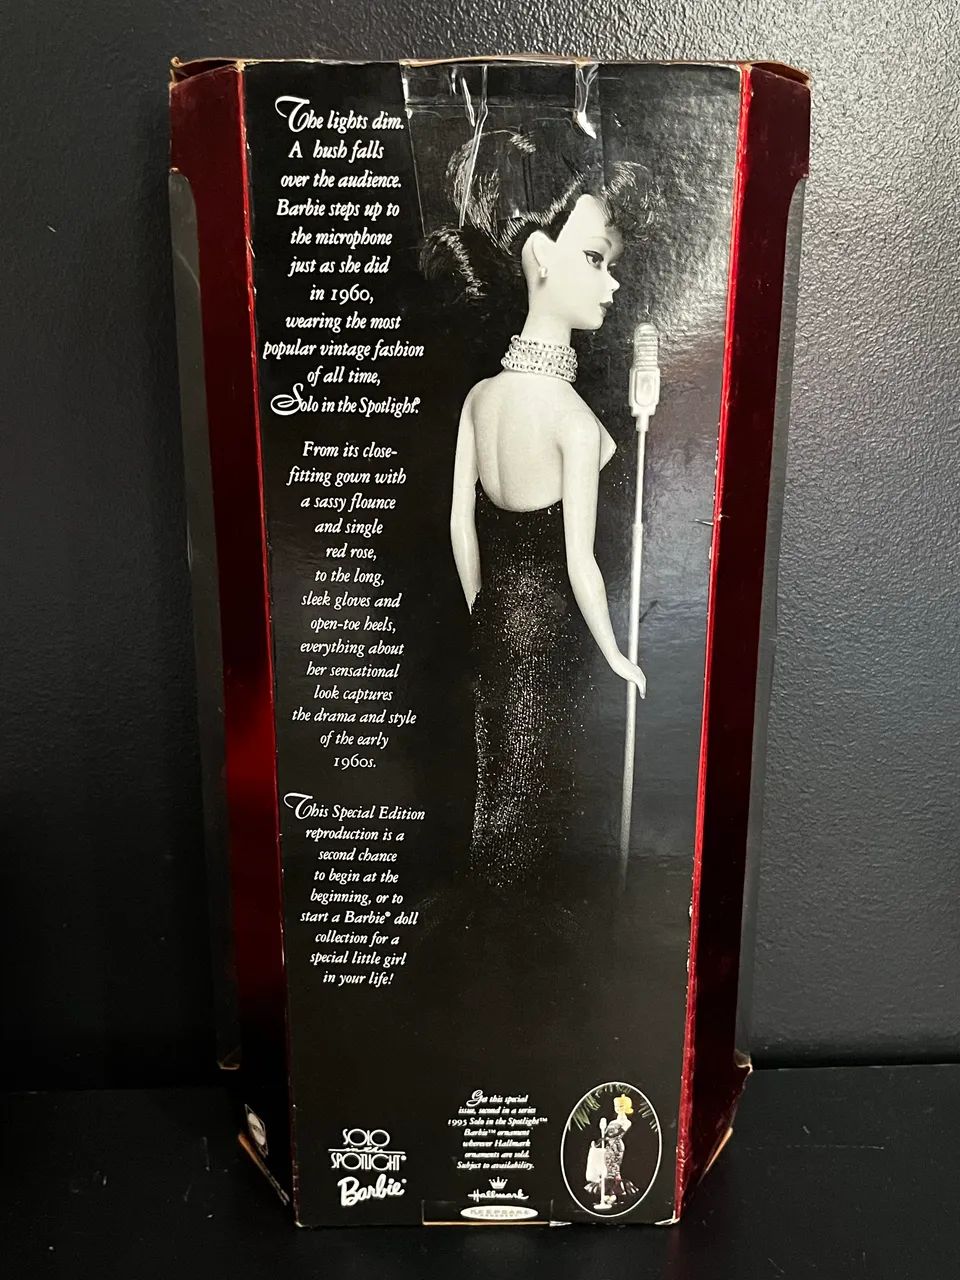 The lights dim.
A hush falls
over the audience.
Barbie steps up to
the microphone
just as she did
in 1960,
wearing the most
popular vintage fashion
of all time,
Solo in the Spotlight®.
From its close-
fitting gown with
a sassy flounce
and single
red rose,
to the long,
sleek gloves and
open-toe heels,
everything about
her sensational
look captures
the drama and style
of the early
1960s.
This Special Edition
reproduction is a
second chance
to begin at the
beginning, or to
start a Barbie® doll
collection for a
special little girl
in your life!
Get this special
issue, second in a series
1995 Solo in the Spotlight™
Barbie™ ornament
wherever Hallmark
ornaments are sold.
Subject to availability.
Hallmark
KEEPSAKE
SOLO
in the
SPOTLIGHT®
Barbie®